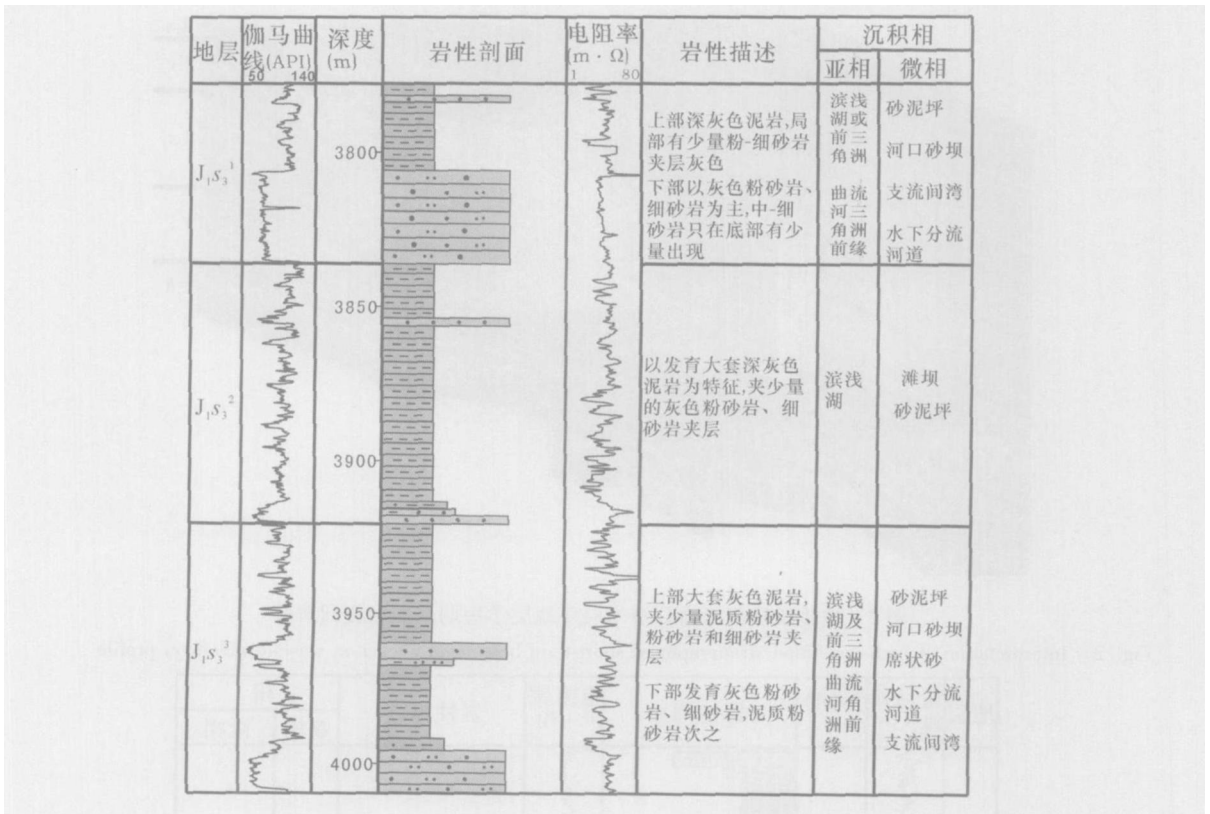 地层
伽马曲
线(API)
50 140
深度
(m)
岩性剖面
电阻率
(m·Ω)
1 80
岩性描述
沉积相
亚相
微相
J₁s₃¹
3800
上部深灰色泥岩,局
部有少量粉-细砂岩
夹层灰色
下部以灰色粉砂岩、
细砂岩为主,中-细
砂岩只在底部有少
量出现
滨浅
湖或
前三
角洲
曲流
河三
角洲
前缘
砂泥坪
河口砂坝
支流间湾
水下分流
河道
J₁s₃²
3850
3900
以发育大套深灰色
泥岩为特征,夹少量
的灰色粉砂岩、细
砂岩夹层
滨浅
湖
滩坝
砂泥坪
J₁s₃³
3950
4000
上部大套灰色泥岩,
夹少量泥质粉砂岩、
粉砂岩和细砂岩夹
层
下部发育灰色粉砂
岩、细砂岩,泥质粉
砂岩次之
滨浅
湖及
前三
角洲
曲流
河角
洲前
缘
砂泥坪
河口砂坝
席状砂
水下分流
河道
支流间湾